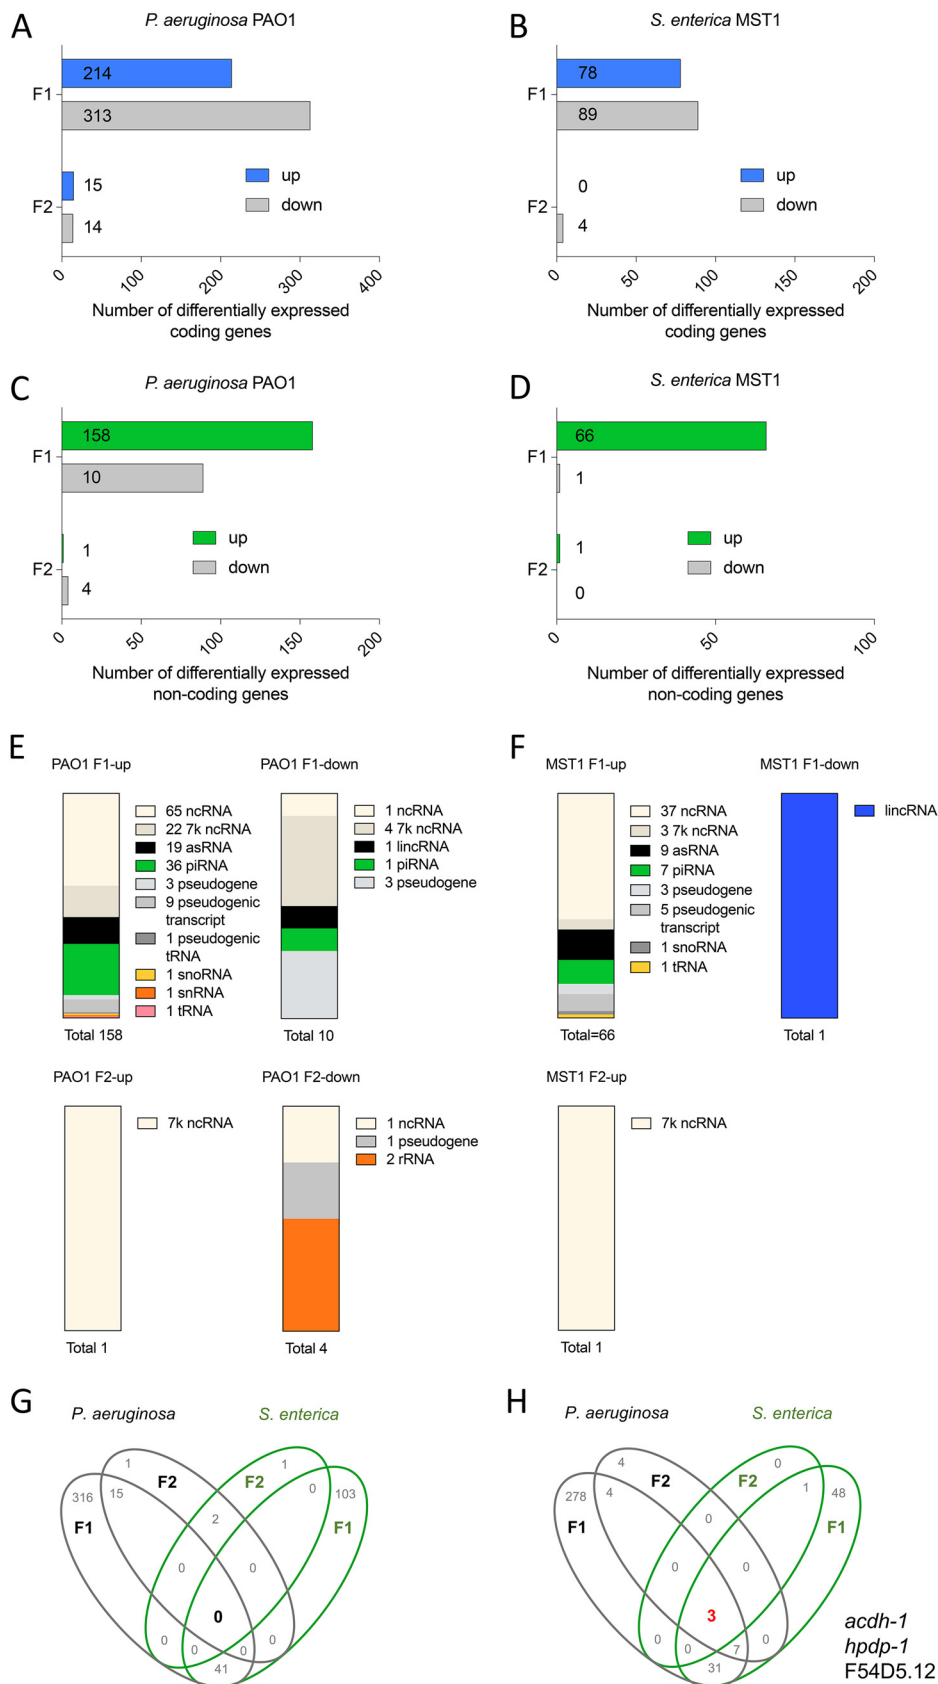 A
P. aeruginosa PAO1
F1
214
313
F2
15
14
up
down
0
100
200
300
400
Number of differentially expressed
coding genes
B
S. enterica MST1
F1
78
89
F2
0
4
up
down
0
50
100
150
200
Number of differentially expressed
coding genes
C
P. aeruginosa PAO1
F1
158
10
F2
1
4
up
down
0
50
100
150
200
Number of differentially expressed
non-coding genes
D
S. enterica MST1
F1
66
1
F2
1
0
up
down
0
50
100
Number of differentially expressed
non-coding genes
E
PAO1 F1-up
65 ncRNA
22 7k ncRNA
19 asRNA
36 piRNA
3 pseudogene
9 pseudogenic
transcript
1 pseudogenic
tRNA
1 snoRNA
1 snRNA
1 tRNA
Total 158
PAO1 F1-down
1 ncRNA
4 7k ncRNA
1 lincRNA
1 piRNA
3 pseudogene
Total 10
F
MST1 F1-up
37 ncRNA
3 7k ncRNA
9 asRNA
7 piRNA
3 pseudogene
5 pseudogenic
transcript
1 snoRNA
1 tRNA
Total=66
MST1 F1-down
lincRNA
Total 1
PAO1 F2-up
7k ncRNA
Total 1
PAO1 F2-down
1 ncRNA
1 pseudogene
2 rRNA
Total 4
MST1 F2-up
7k ncRNA
Total 1
G
P. aeruginosa
S. enterica
1
F2
F2
1
316
15
0
103
F1
2
F1
0
0
0
0
0
0
0
41
H
P. aeruginosa
S. enterica
4
F2
F2
0
278
4
1
48
F1
0
F1
0
0
3
0
0
7
0
31
acdh-1
hpdp-1
F54D5.12